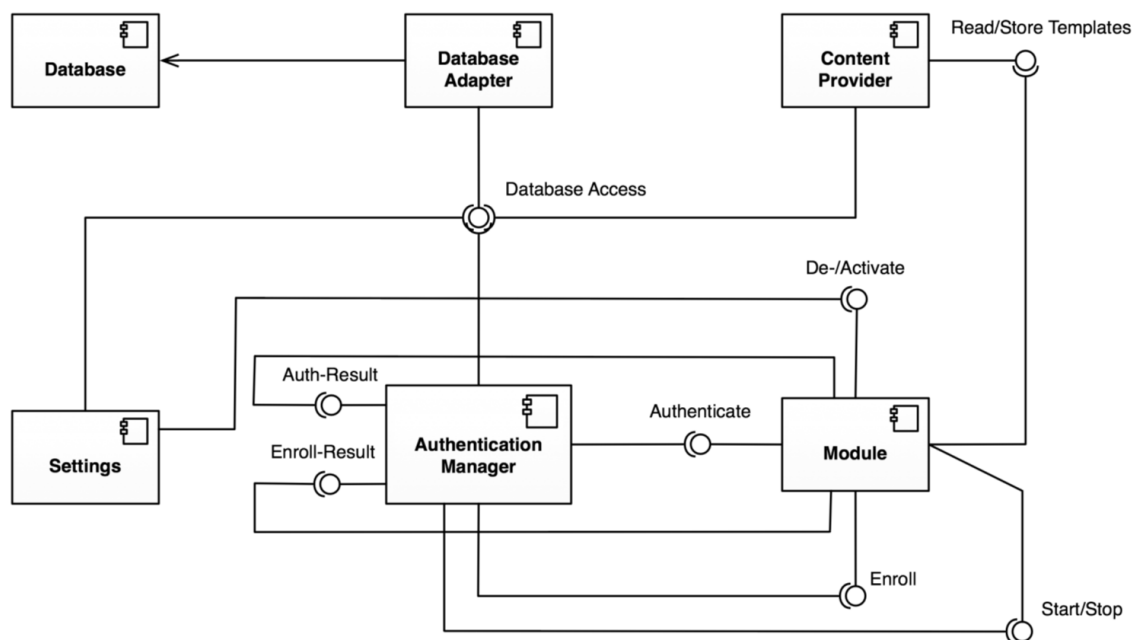 Database
Database
Adapter
Content
Provider
Read/Store Templates
Database Access
De-/Activate
Auth-Result
Authenticate
Enroll-Result
Authentication
Manager
Settings
Module
Enroll
Start/Stop